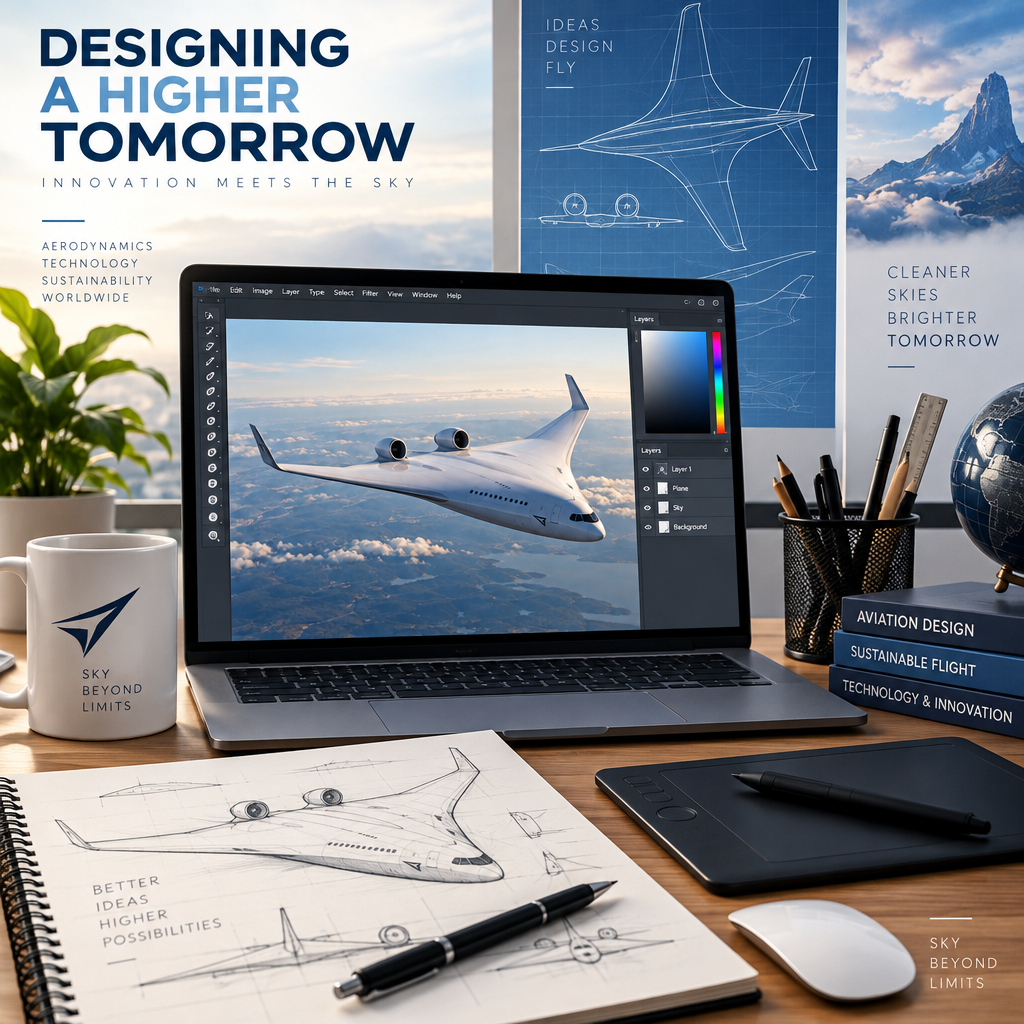 DESIGNING
A HIGHER
TOMORROW
INNOVATION MEETS THE SKY
AERODYNAMICS
TECHNOLOGY
SUSTAINABILITY
WORLDWIDE
IDEAS
DESIGN
FLY
CLEANER
SKIES
BRIGHTER
TOMORROW
Edit Image Layer Type Select Filter View Window Help
Layers
Layers
Layer 1
Plane
Sky
Background
SKY
BEYOND
LIMITS
AVIATION DESIGN
SUSTAINABLE FLIGHT
TECHNOLOGY & INNOVATION
BETTER
IDEAS
HIGHER
POSSIBILITIES
SKY
BEYOND
LIMITS